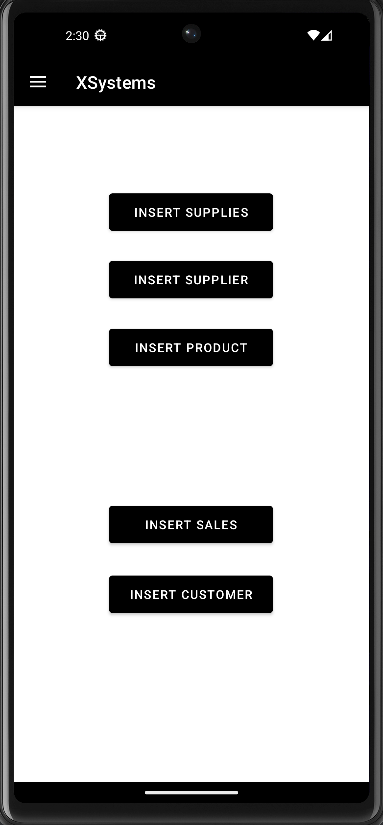 2:30
XSystems
INSERT SUPPLIES
INSERT SUPPLIER
INSERT PRODUCT
INSERT SALES
INSERT CUSTOMER